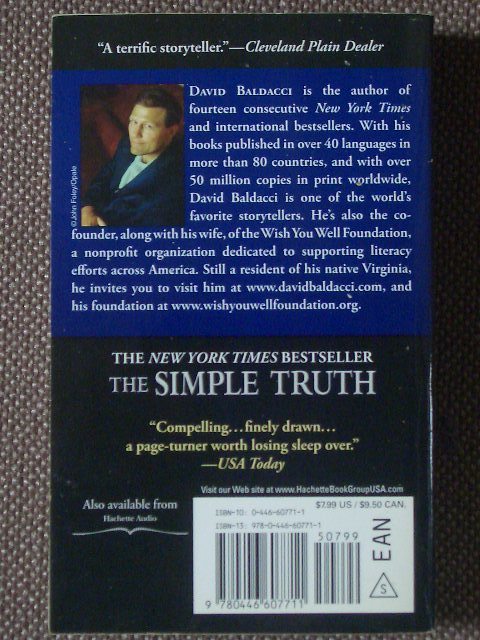 "A terrific storyteller."—Cleveland Plain Dealer
DAVID BALDACCI is the author of
fourteen consecutive New York Times
and international bestsellers. With his
books published in over 40 languages in
more than 80 countries, and with over
50 million copies in print worldwide,
David Baldacci is one of the world's
favorite storytellers. He's also the co-
founder, along with his wife, of the Wish You Well Foundation,
a nonprofit organization dedicated to supporting literacy
efforts across America. Still a resident of his native Virginia,
he invites you to visit him at www.davidbaldacci.com, and
his foundation at www.wishyouwellfoundation.org.
©John Foley/Opale
THE NEW YORK TIMES BESTSELLER
THE SIMPLE TRUTH
"Compelling...finely drawn...
a page-turner worth losing sleep over."
—USA Today
Visit our Web site at www.HachetteBookGroupUSA.com
Also available from
Hachette Audio
ISBN-10: 0-446-60771-1
ISBN-13: 978-0-446-60771-1
$7.99 US / $9.50 CAN.
50799
EAN
S
9 780446 607711